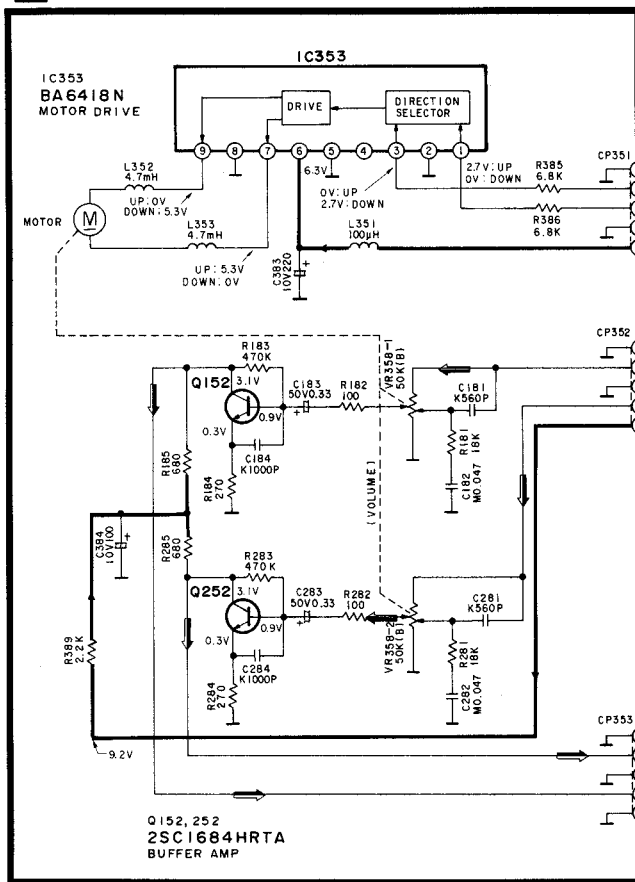 IC353
IC353
BA6418N
MOTOR DRIVE
DRIVE
DIRECTION
SELECTOR
9
8
7
6
5
4
3
2
1
CP351
6.3V
L352
4.7mH
UP:0V
DOWN:5.3V
0V:UP
2.7V:DOWN
2.7V:UP
0V:DOWN
R385
6.8K
MOTOR
M
L353
4.7mH
L351
100μH
R386
6.8K
UP:5.3V
DOWN:0V
C383
10V220
+
CP352
R183
470K
Q152
3.1V
0.9V
0.3V
C183
50V0.33
+
R182
100
VR358-1
50K(B)
C181
K560P
R181
18K
C182
M0.047
C184
K1000P
R184
270
R185
680
(VOLUME)
C384
10V100
+
R285
680
R283
470K
Q252
3.1V
0.9V
0.3V
C283
50V0.33
+
R282
100
VR358-2
50K(B)
C281
K560P
R281
18K
C282
M0.047
C284
K1000P
R284
270
R389
2.2K
9.2V
CP353
Q152, 252
2SC1684HRTA
BUFFER AMP